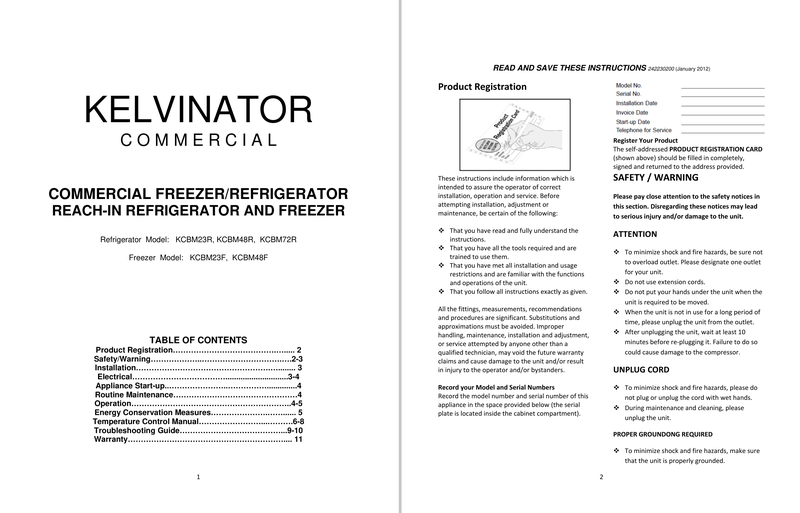 KELVINATOR
COMMERCIAL
COMMERCIAL FREEZER/REFRIGERATOR
REACH-IN REFRIGERATOR AND FREEZER
Refrigerator Model: KCBM23R, KCBM48R, KCBM72R
Freezer Model: KCBM23F, KCBM48F
TABLE OF CONTENTS
Product Registration................................ 2
Safety/Warning................................2-3
Installation................................ 3
Electrical................................3-4
Appliance Start-up................................4
Routine Maintenance................................4
Operation................................4-5
Energy Conservation Measures........................ 5
Temperature Control Manual........................6-8
Troubleshooting Guide................................9-10
Warranty................................ 11
1
READ AND SAVE THESE INSTRUCTIONS 242230200 (January 2012)
Product Registration
Product
Registration Card
These instructions include information which is
intended to assure the operator of correct
installation, operation and service. Before
attempting installation, adjustment or
maintenance, be certain of the following:
❖ That you have read and fully understand the
instructions.
❖ That you have all the tools required and are
trained to use them.
❖ That you have met all installation and usage
restrictions and are familiar with the functions
and operations of the unit.
❖ That you follow all instructions exactly as given.
All the fittings, measurements, recommendations
and procedures are significant. Substitutions and
approximations must be avoided. Improper
handling, maintenance, installation and adjustment,
or service attempted by anyone other than a
qualified technician, may void the future warranty
claims and cause damage to the unit and/or result
in injury to the operator and/or bystanders.
Record your Model and Serial Numbers
Record the model number and serial number of this
appliance in the space provided below (the serial
plate is located inside the cabinet compartment).
Model No.
Serial No.
Installation Date
Invoice Date
Start-up Date
Telephone for Service
Register Your Product
The self-addressed PRODUCT REGISTRATION CARD
(shown above) should be filled in completely,
signed and returned to the address provided.
SAFETY / WARNING
Please pay close attention to the safety notices in
this section. Disregarding these notices may lead
to serious injury and/or damage to the unit.
ATTENTION
❖ To minimize shock and fire hazards, be sure not
to overload outlet. Please designate one outlet
for your unit.
❖ Do not use extension cords.
❖ Do not put your hands under the unit when the
unit is required to be moved.
❖ When the unit is not in use for a long period of
time, please unplug the unit from the outlet.
❖ After unplugging the unit, wait at least 10
minutes before re-plugging it. Failure to do so
could cause damage to the compressor.
UNPLUG CORD
❖ To minimize shock and fire hazards, please do
not plug or unplug the cord with wet hands.
❖ During maintenance and cleaning, please
unplug the unit.
PROPER GROUNDONG REQUIRED
❖ To minimize shock and fire hazards, make sure
that the unit is properly grounded.
2